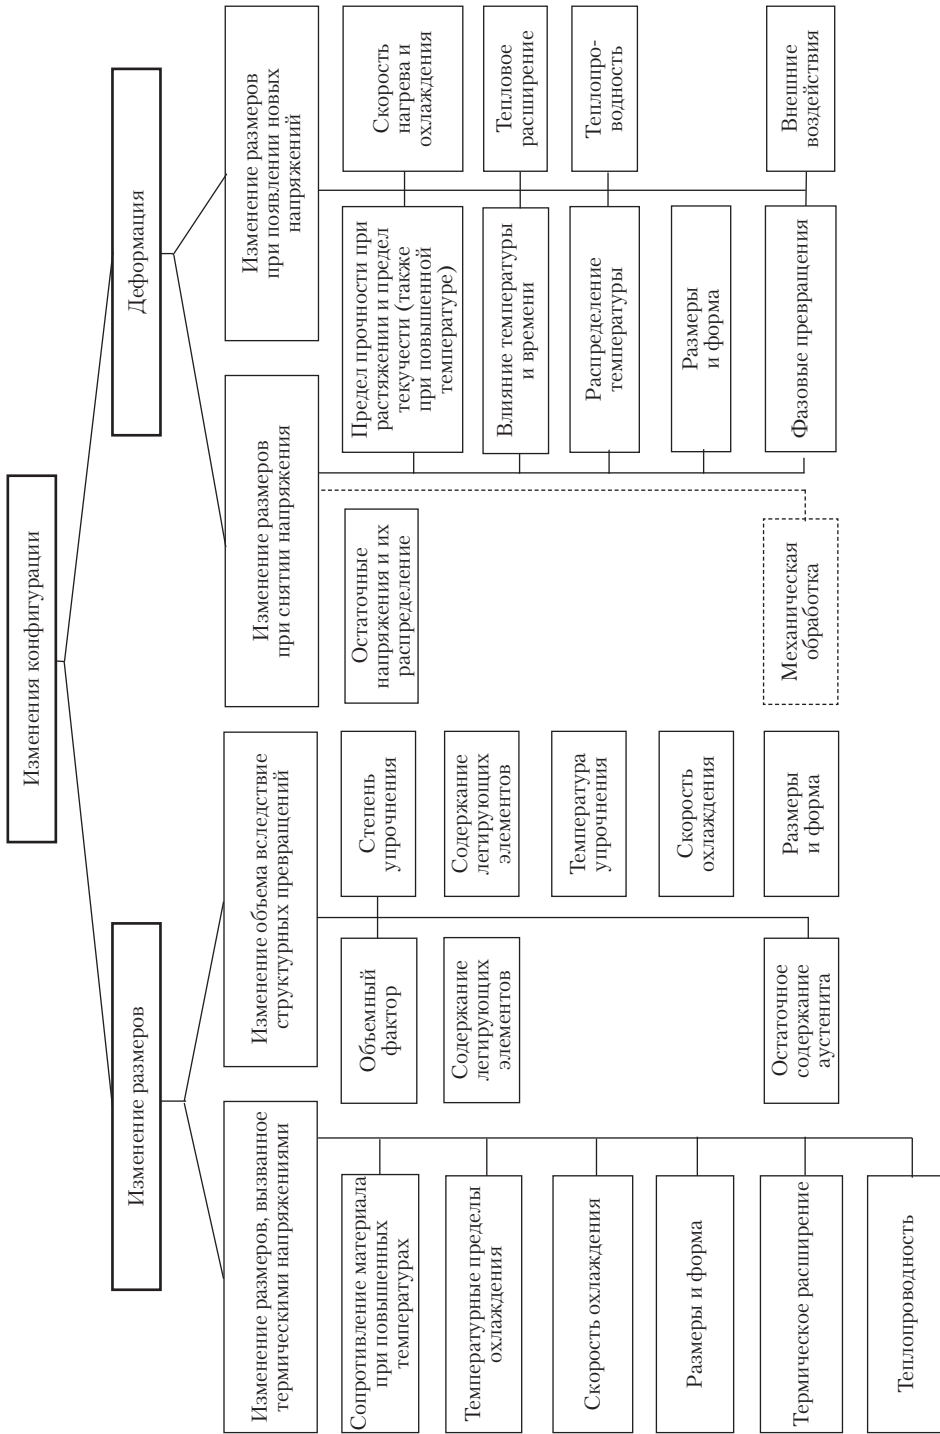 Изменения конфигурации
Изменение размеров
Деформация
Изменение размеров, вызванное
термическими напряжениями
Изменение объема вследствие
структурных превращений
Изменение размеров
при снятии напряжения
Изменение размеров
при появлении новых
напряжений
Сопротивление материала
при повышенных
температурах
Температурные пределы
охлаждения
Скорость охлаждения
Размеры и форма
Термическое расширение
Теплопроводность
Объемный
фактор
Содержание
легирующих
элементов
Остаточное
содержание
аустенита
Степень
упрочнения
Содержание
легирующих
элементов
Температура
упрочнения
Скорость
охлаждения
Размеры
и форма
Остаточные
напряжения и их
распределение
Механическая
обработка
Предел прочности при
растяжении и предел
текучести (также
при повышенной
температуре)
Влияние температуры
и времени
Распределение
температуры
Размеры
и форма
Фазовые превращения
Скорость
нагрева и
охлаждения
Тепловое
расширение
Теплопро-
водность
Внешние
воздействия